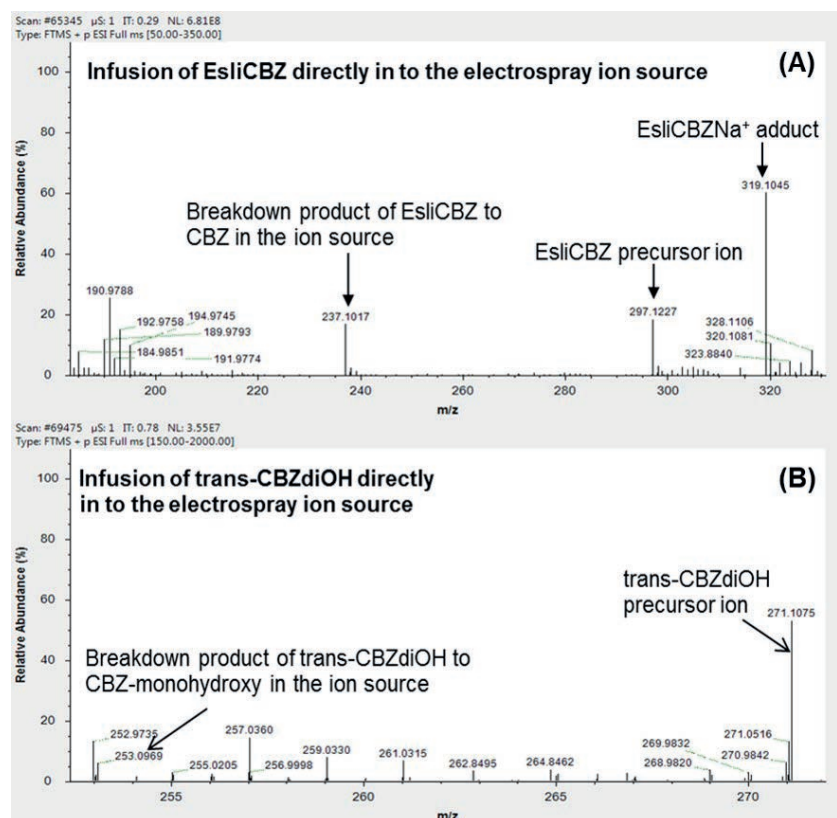 Scan: #65345 µS: 1 IT: 0.29 NL: 6.81E8
Type: FTMS + p ESI Full ms [50.00-350.00]
Infusion of EsliCBZ directly in to the electrospray ion source
(A)
Relative Abundance (%)
100
80
60
40
20
0
EsliCBZNa⁺ adduct
319.1045
Breakdown product of EsliCBZ to
CBZ in the ion source
EsliCBZ precursor ion
190.9788
192.9758
194.9745
189.9793
184.9851
191.9774
237.1017
297.1227
328.1106
320.1081
323.8840
200
220
240
260
280
300
320
m/z
Scan: #69475 µS: 1 IT: 0.78 NL: 3.55E7
Type: FTMS + p ESI Full ms [150.00-2000.00]
Infusion of trans-CBZdiOH directly
in to the electrospray ion source
(B)
Relative Abundance (%)
100
80
60
40
20
0
trans-CBZdiOH
precursor ion
271.1075
Breakdown product of trans-CBZdiOH to
CBZ-monohydroxy in the ion source
252.9735
253.0969
255.0205
257.0360
256.9998
259.0330
261.0315
262.8495
264.8462
269.9832
268.9820
271.0516
270.9842
255
260
265
270
m/z